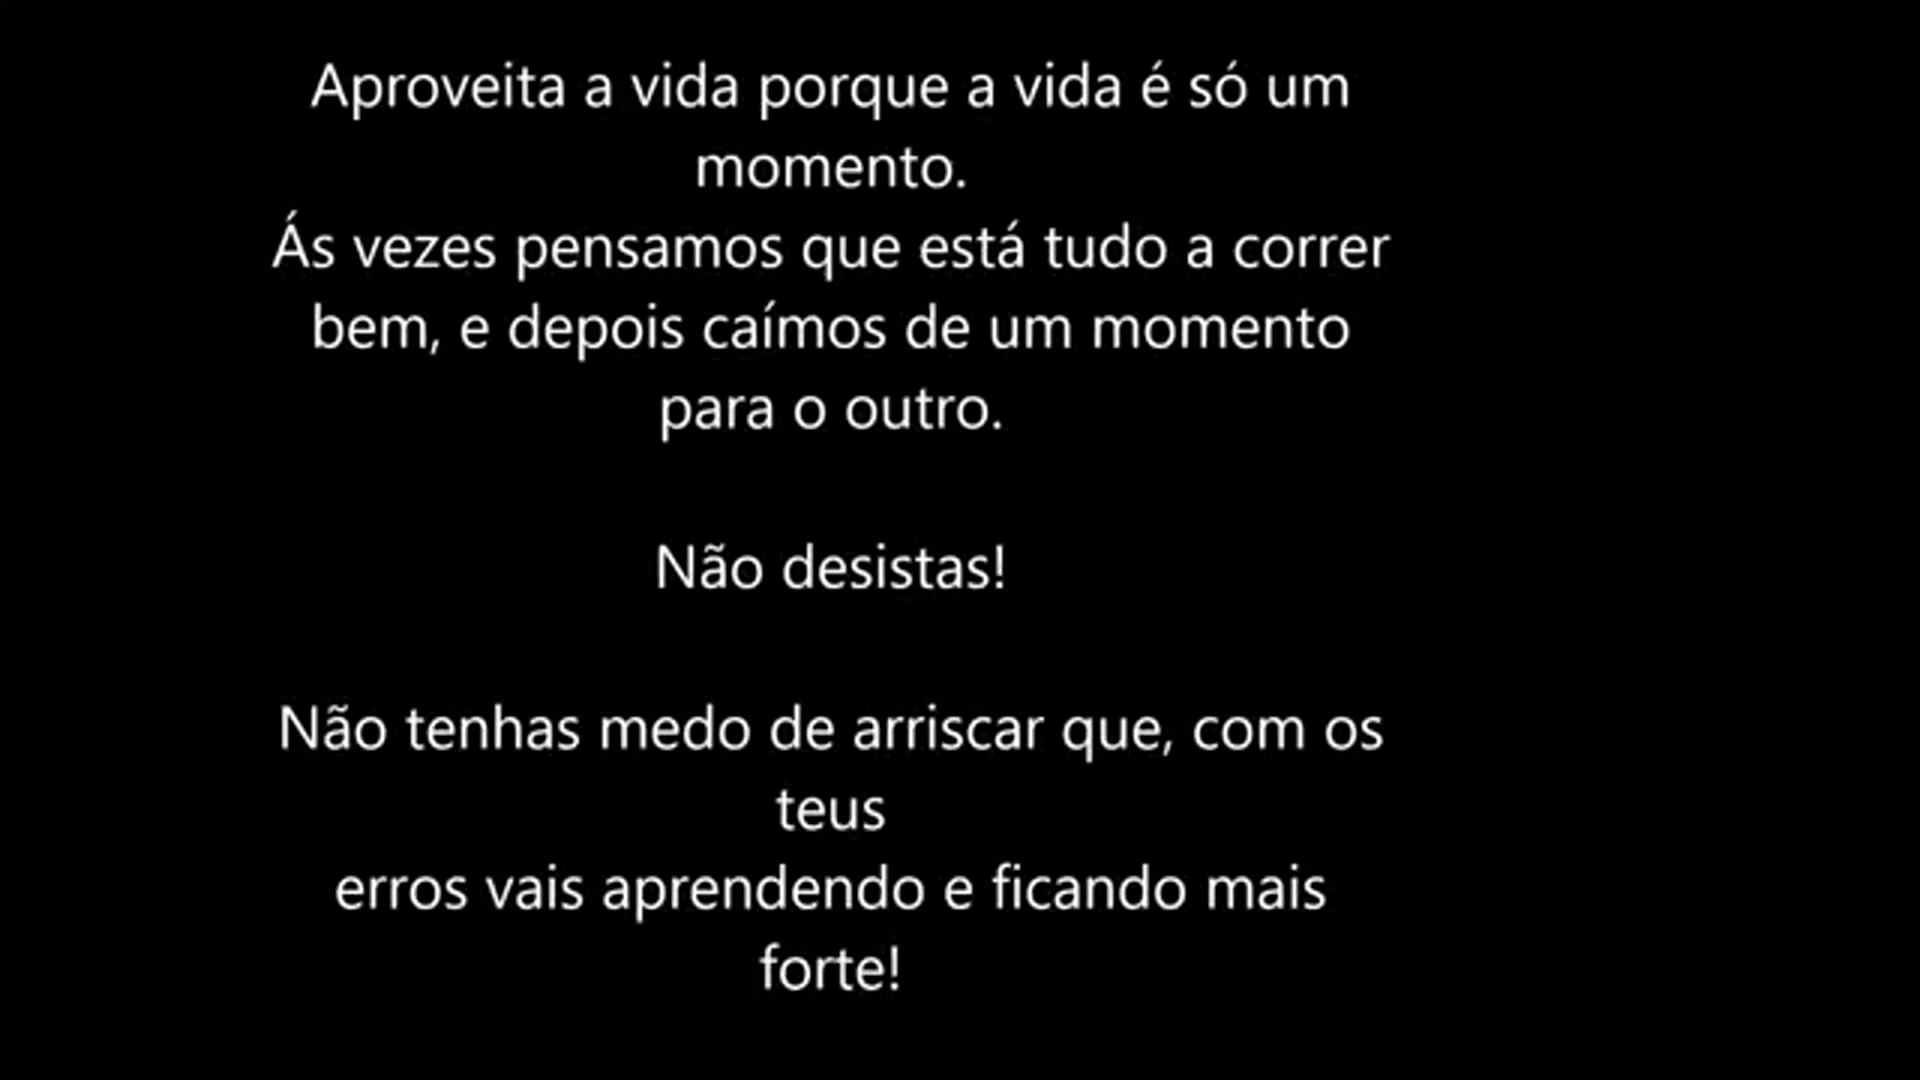 Aproveita a vida porque a vida é só um
momento.
Ás vezes pensamos que está tudo a correr
bem, e depois caímos de um momento
para o outro.
Não desistas!
Não tenhas medo de arriscar que, com os
teus
erros vais aprendendo e ficando mais
forte!